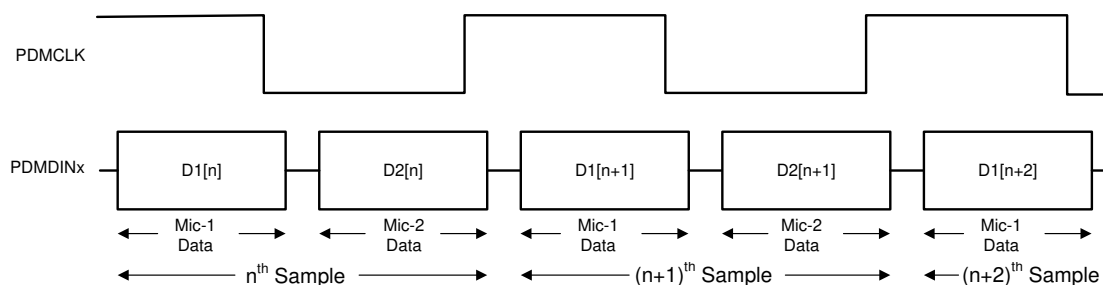 PDMCLK
PDMDINx
D1[n]
D2[n]
D1[n+1]
D2[n+1]
D1[n+2]
Mic-1
Data
Mic-2
Data
Mic-1
Data
Mic-2
Data
Mic-1
Data
nth Sample
(n+1)th Sample
(n+2)th Sample